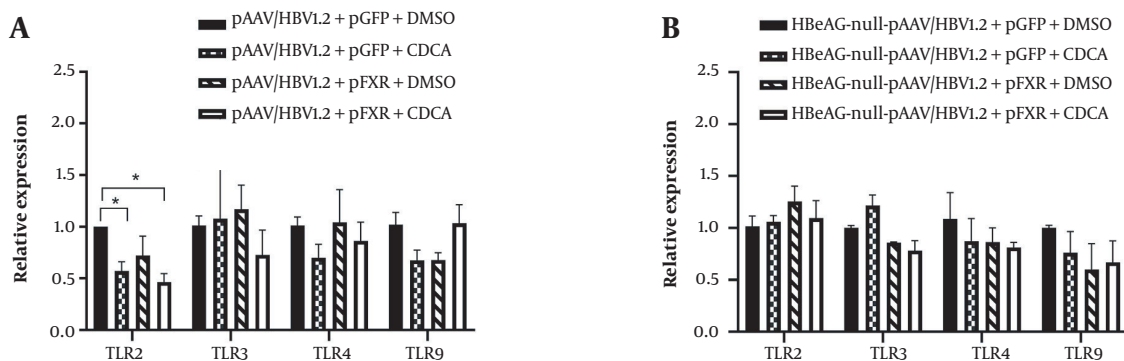 A
pAAV/HBV1.2 + pGFP + DMSO
pAAV/HBV1.2 + pGFP + CDCA
pAAV/HBV1.2 + pFXR + DMSO
pAAV/HBV1.2 + pFXR + CDCA
Relative expression
2.5
2.0
1.5
1.0
0.5
0.0
*
*
TLR2 TLR3 TLR4 TLR9
B
HBeAG-null-pAAV/HBV1.2 + pGFP + DMSO
HBeAG-null-pAAV/HBV1.2 + pGFP + CDCA
HBeAG-null-pAAV/HBV1.2 + pFXR + DMSO
HBeAG-null-pAAV/HBV1.2 + pFXR + CDCA
Relative expression
2.5
2.0
1.5
1.0
0.5
0.0
TLR2 TLR3 TLR4 TLR9